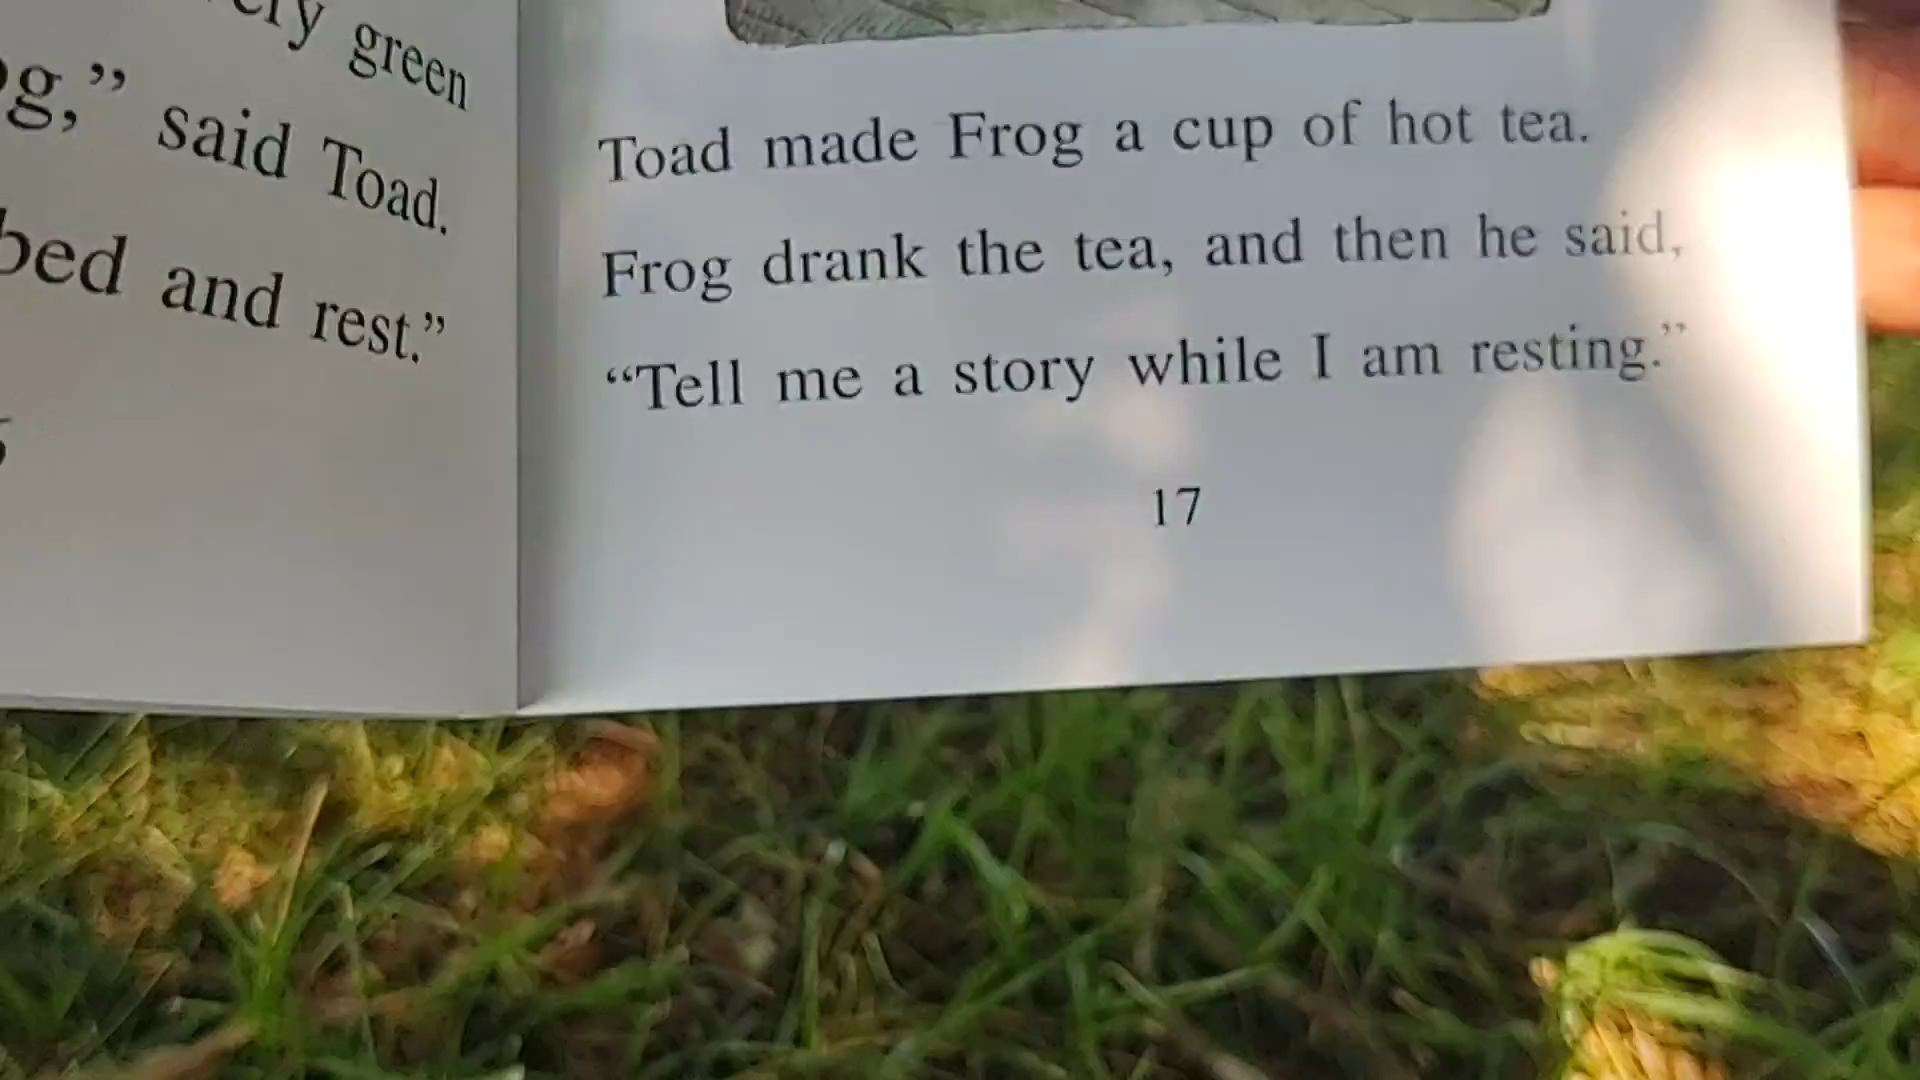 green
said Toad.
and rest.”
Toad made Frog a cup of hot tea.
Frog drank the tea, and then he said,
“Tell me a story while I am resting.”
17